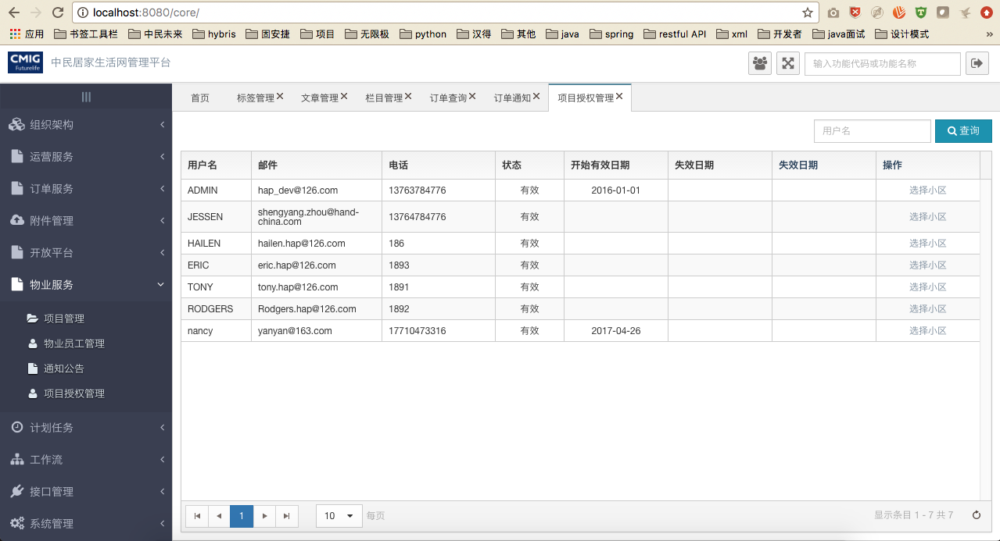 localhost:8080/core/
应用 书签工具栏 中民未来 hybris 固安捷 项目 无限极 python 汉得 其他 java spring restful API xml 开发者 java面试 设计模式 »
CMIG Futurelife 中民居家生活网管理平台 输入功能代码或功能名称
首页 标签管理 文章管理 栏目管理 订单查询 订单通知 项目授权管理
组织架构
运营服务
订单服务
附件管理
开放平台
物业服务
项目管理
物业员工管理
通知公告
项目授权管理
计划任务
工作流
接口管理
系统管理
用户名 查询
用户名 邮件 电话 状态 开始有效日期 失效日期 失效日期 操作
ADMIN hap_dev@126.com 13763784776 有效 2016-01-01 选择小区
JESSEN shengyang.zhou@hand-china.com 13764784776 有效 选择小区
HAILEN hailen.hap@126.com 186 有效 选择小区
ERIC eric.hap@126.com 1893 有效 选择小区
TONY tony.hap@126.com 1891 有效 选择小区
RODGERS Rodgers.hap@126.com 1892 有效 选择小区
nancy yanyan@163.com 17710473316 有效 2017-04-26 选择小区
1 10 每页 显示条目 1 - 7 共 7